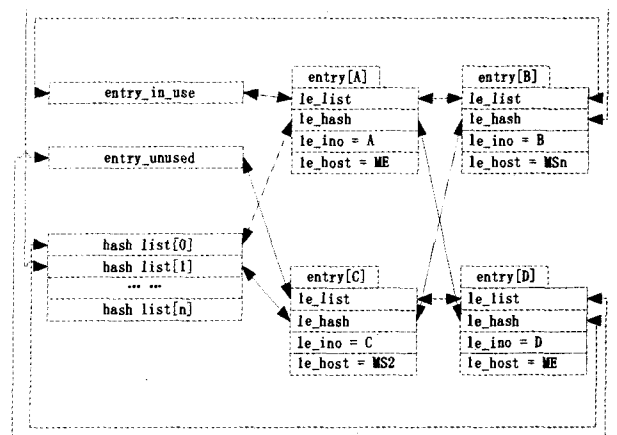 entry_in_use
entry_unused
hash list[0]
hash list[1]
... ...
hash list[n]
entry[A]
le_list
le_hash
le_ino = A
le_host = ME
entry[B]
le_list
le_hash
le_ino = B
le_host = MSn
entry[C]
le_list
le_hash
le_ino = C
le_host = MS2
entry[D]
le_list
le_hash
le_ino = D
le_host = ME